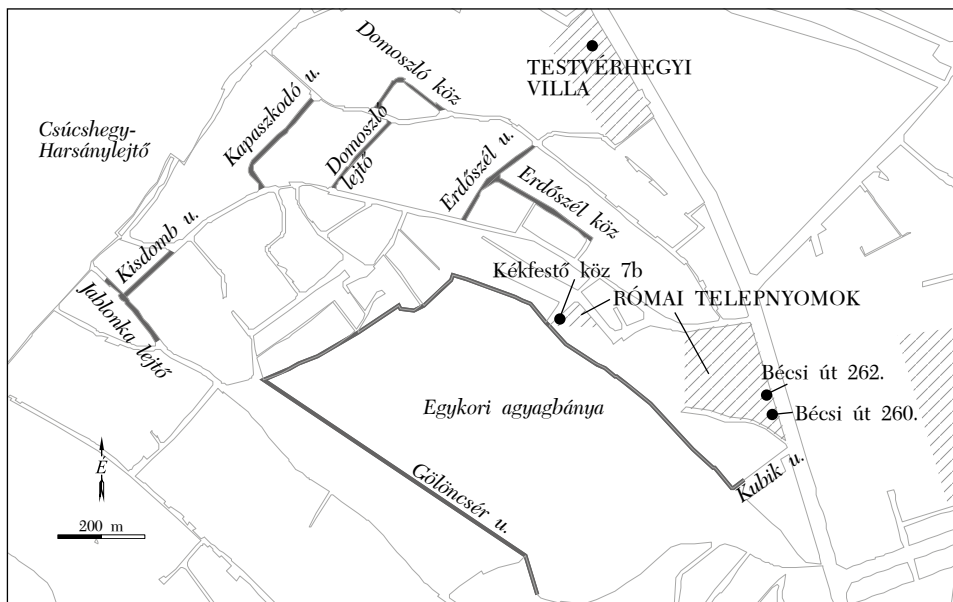 Domoszló köz
TESTVÉRHEGYI
VILLA
Kapaszkodó u.
Csúcshegy-
Harsánylejtő
Domoszló
lejtő
Erdőszél u.
Erdőszél köz
Kisdomb u.
Jablonka lejtő
Kékfestő köz 7b
RÓMAI TELEPNYOMOK
Bécsi út 262.
Bécsi út 260.
Egykori agyagbánya
Kubik u.
Gölöncsér u.
É
200 m